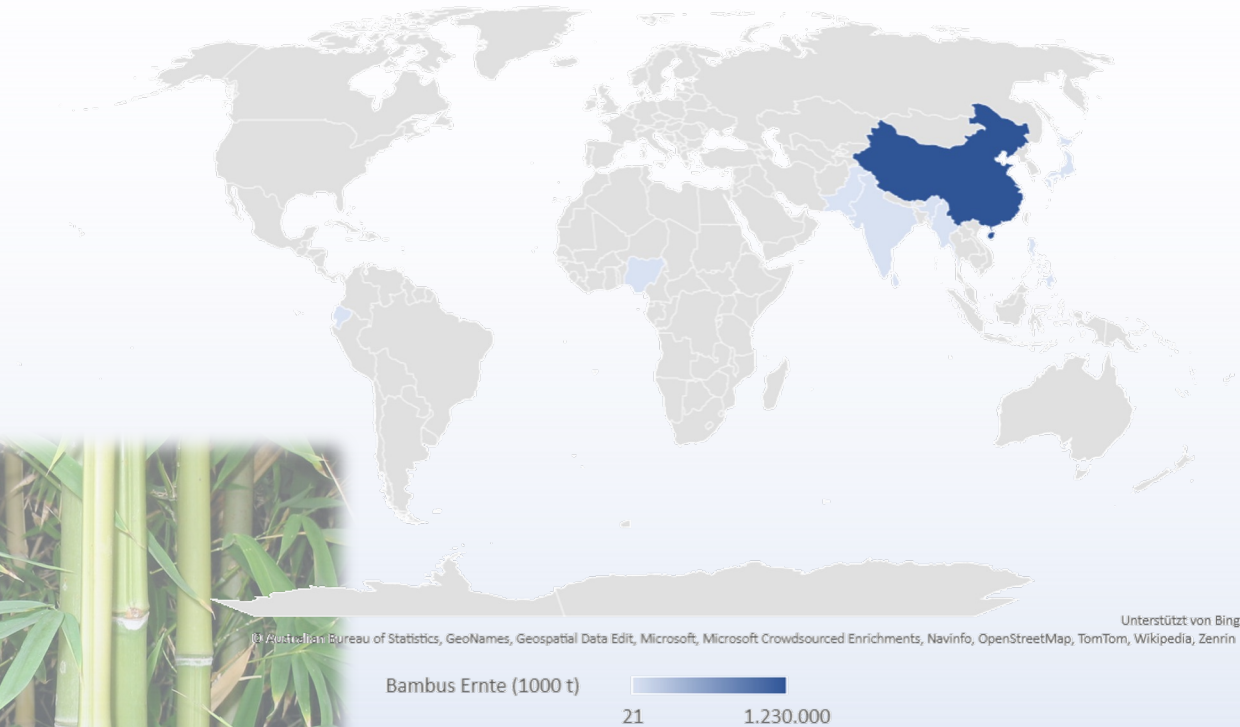 Unterstützt von Bing
© Australian Bureau of Statistics, GeoNames, Geospatial Data Edit, Microsoft, Microsoft Crowdsourced Enrichments, Navinfo, OpenStreetMap, TomTom, Wikipedia, Zenrin
Bambus Ernte (1000 t)
21 1.230.000